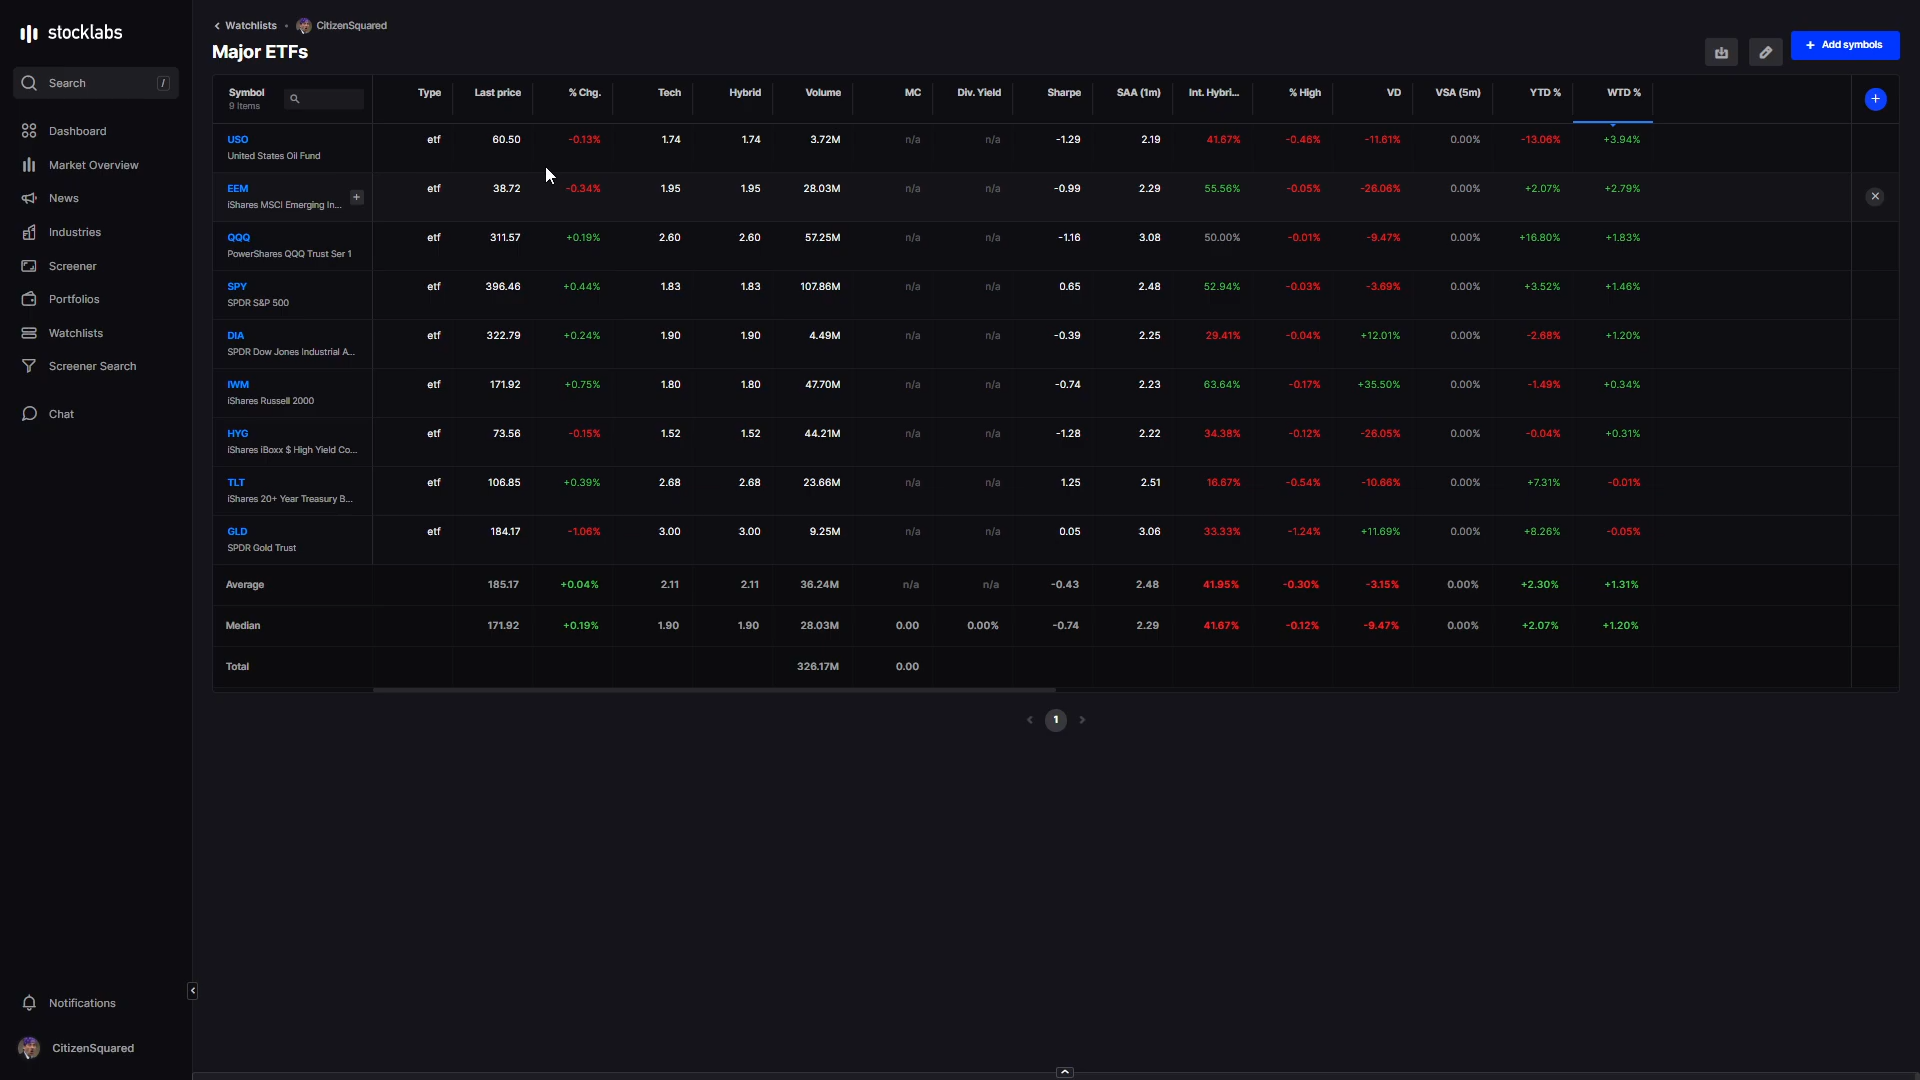 stocklabs
Search /
Dashboard
Market Overview
News
Industries
Screener
Portfolios
Watchlists
Screener Search
Chat
Notifications
CitizenSquared
Watchlists • CitizenSquared
Major ETFs
+ Add symbols
Symbol Type Last price % Chg. Tech Hybrid Volume MC Div. Yield Sharpe SAA (1m) Int. Hybri... % High VD VSA (5m) YTD % WTD %
9 Items
USO etf 60.50 -0.13% 1.74 1.74 3.72M n/a n/a -1.29 2.19 41.67% -0.46% -11.61% 0.00% -13.06% +3.94%
United States Oil Fund
EEM etf 38.72 -0.34% 1.95 1.95 28.03M n/a n/a -0.99 2.29 55.56% -0.05% -26.06% 0.00% +2.07% +2.79%
iShares MSCI Emerging In...
QQQ etf 311.57 +0.19% 2.60 2.60 57.25M n/a n/a -1.16 3.08 50.00% -0.01% -9.47% 0.00% +16.80% +1.83%
PowerShares QQQ Trust Ser 1
SPY etf 396.46 +0.44% 1.83 1.83 107.86M n/a n/a 0.65 2.48 52.94% -0.03% -3.69% 0.00% +3.52% +1.46%
SPDR S&P 500
DIA etf 322.79 +0.24% 1.90 1.90 4.49M n/a n/a -0.39 2.25 29.41% -0.04% +12.01% 0.00% -2.68% +1.20%
SPDR Dow Jones Industrial A...
IWM etf 171.92 +0.75% 1.80 1.80 47.70M n/a n/a -0.74 2.23 63.64% -0.17% +35.50% 0.00% -1.49% +0.34%
iShares Russell 2000
HYG etf 73.56 -0.15% 1.52 1.52 44.21M n/a n/a -1.28 2.22 34.38% -0.12% -26.05% 0.00% -0.04% +0.31%
iShares iBoxx $ High Yield Co...
TLT etf 106.85 +0.39% 2.68 2.68 23.66M n/a n/a 1.25 2.51 16.67% -0.54% -10.66% 0.00% +7.31% -0.01%
iShares 20+ Year Treasury B...
GLD etf 184.17 -1.06% 3.00 3.00 9.25M n/a n/a 0.05 3.06 33.33% -1.24% +11.69% 0.00% +8.26% -0.05%
SPDR Gold Trust
Average 185.17 +0.04% 2.11 2.11 36.24M n/a n/a -0.43 2.48 41.95% -0.30% -3.15% 0.00% +2.30% +1.31%
Median 171.92 +0.19% 1.90 1.90 28.03M 0.00 0.00% -0.74 2.29 41.67% -0.12% -9.47% 0.00% +2.07% +1.20%
Total 326.17M 0.00
1